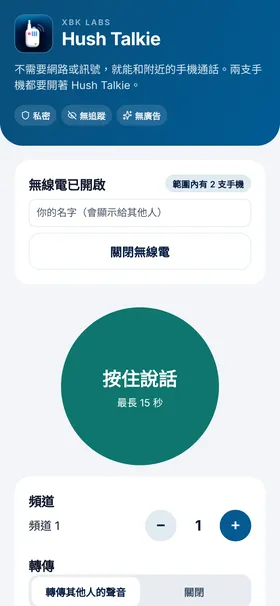 XBK LABS
Hush Talkie
不需要網路或訊號，就能和附近的手機通話。兩支手
機都要開著 Hush Talkie。
私密
無追蹤
無廣告
無線電已開啟
範圍內有 2 支手機
你的名字（會顯示給其他人）
關閉無線電
按住說話
最長 15 秒
頻道
頻道 1
−
1
+
轉傳
轉傳其他人的聲音
關閉